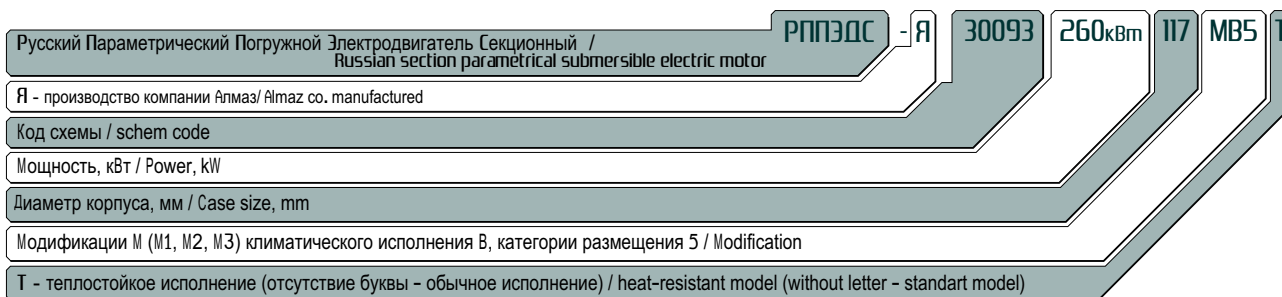 РППЭДС -Я 30093 260кВт 117 МВ5 Т
Русский Параметрический Погружной Электродвигатель Секционный /
Russian section parametrical submersible electric motor
Я - производство компании Алмаз/ Almaz co. manufactured
Код схемы / schem code
Мощность, кВт / Power, kW
Диаметр корпуса, мм / Case size, mm
Модификации М (М1, М2, М3) климатического исполнения В, категории размещения 5 / Modification
Т - теплостойкое исполнение (отсутствие буквы - обычное исполнение) / heat-resistant model (without letter - standart model)